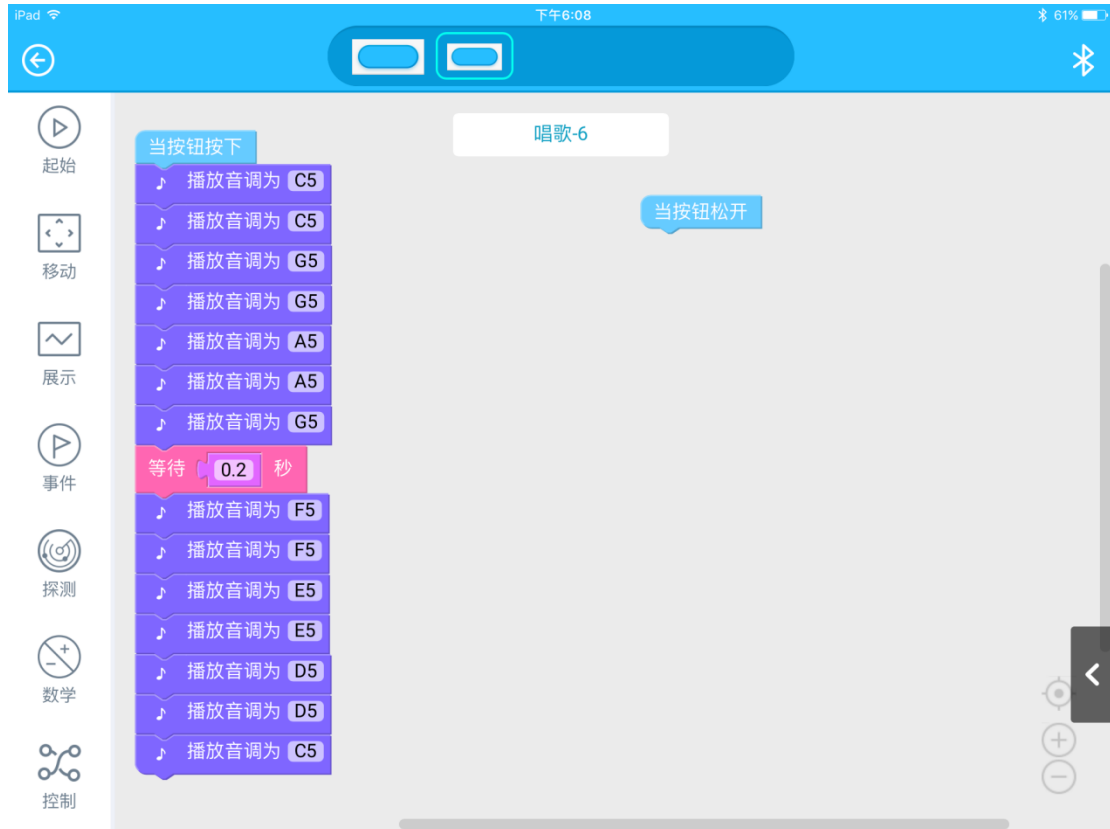 iPad 下午6:08 61%
唱歌-6
起始
移动
展示
事件
探测
数学
控制
当按钮按下
播放音调为 C5
播放音调为 C5
播放音调为 G5
播放音调为 G5
播放音调为 A5
播放音调为 A5
播放音调为 G5
等待 0.2 秒
播放音调为 F5
播放音调为 F5
播放音调为 E5
播放音调为 E5
播放音调为 D5
播放音调为 D5
播放音调为 C5
当按钮松开